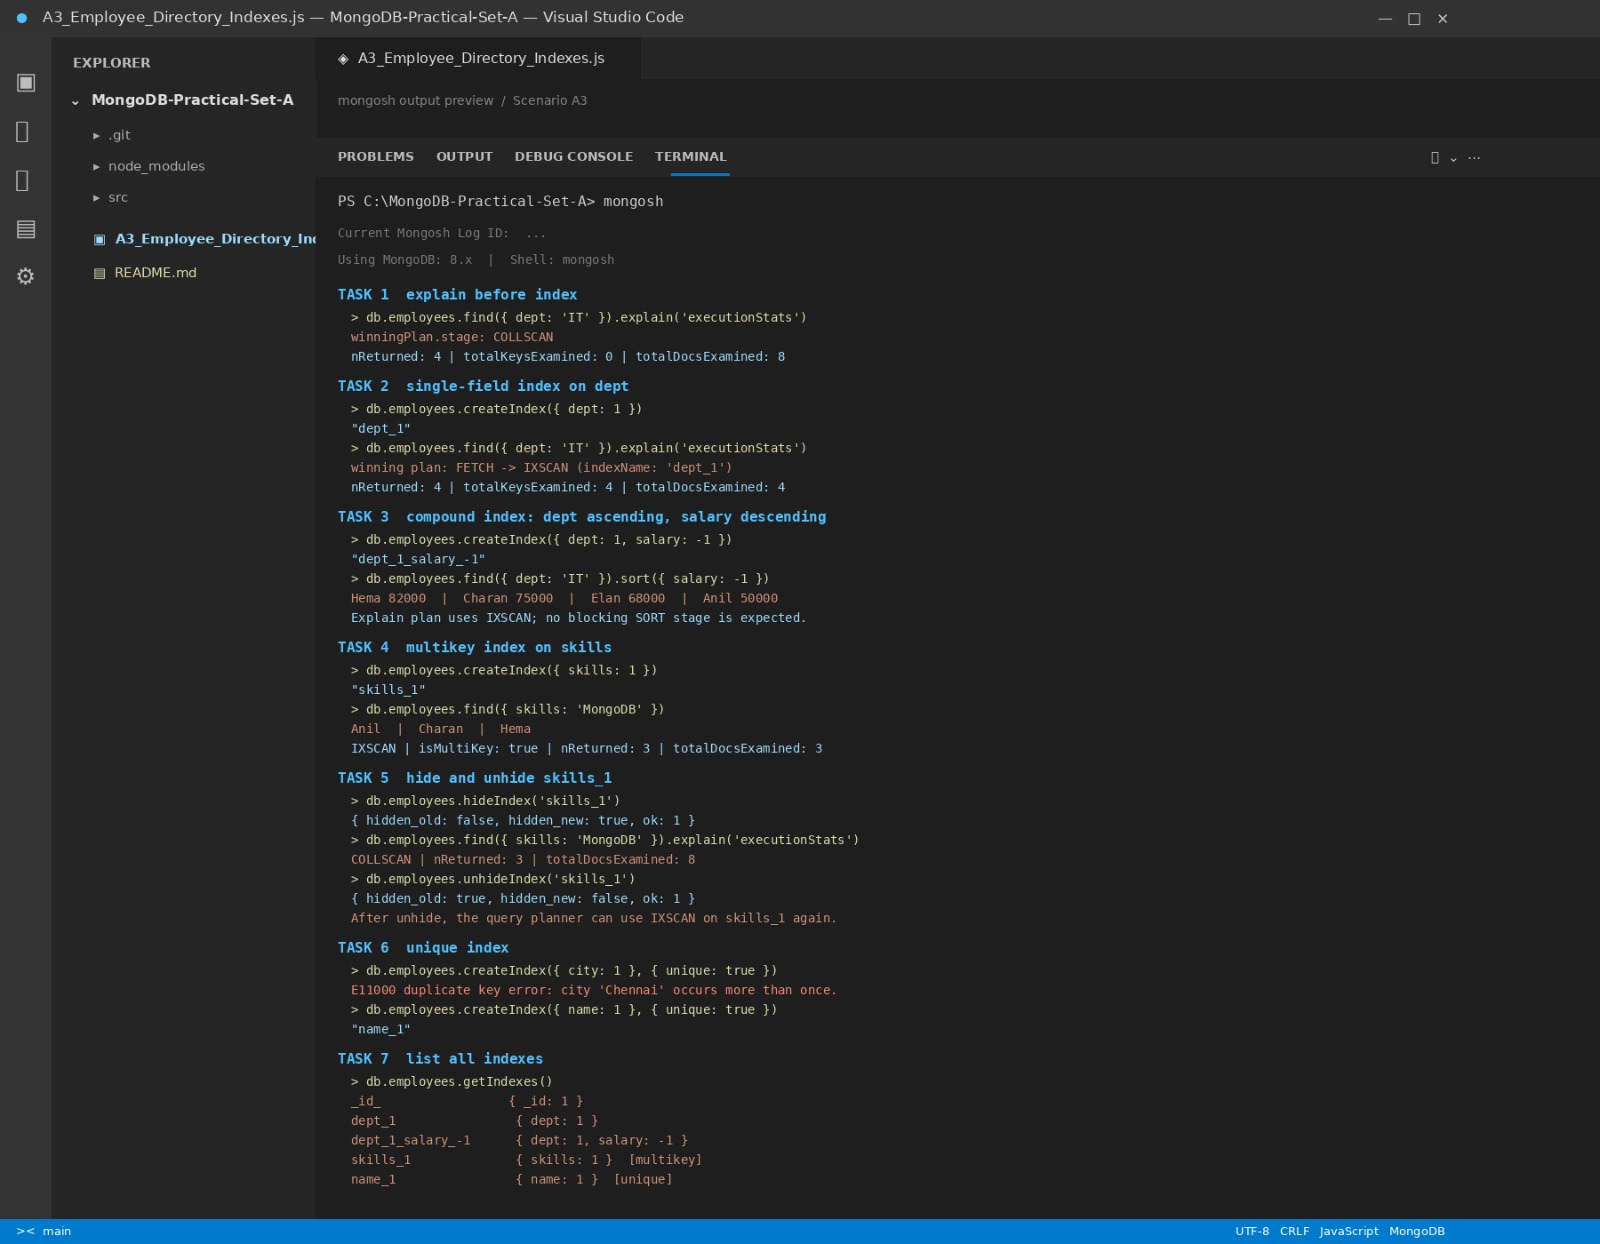 A3_Employee_Directory_Indexes.js — MongoDB-Practical-Set-A — Visual Studio Code
EXPLORER
MongoDB-Practical-Set-A
.git
node_modules
src
A3_Employee_Directory_Ind
README.md
A3_Employee_Directory_Indexes.js
mongosh output preview / Scenario A3
PROBLEMS OUTPUT DEBUG CONSOLE TERMINAL
PS C:\MongoDB-Practical-Set-A> mongosh
Current Mongosh Log ID: ...
Using MongoDB: 8.x | Shell: mongosh
TASK 1 explain before index
> db.employees.find({ dept: 'IT' }).explain('executionStats')
winningPlan.stage: COLLSCAN
nReturned: 4 | totalKeysExamined: 0 | totalDocsExamined: 8
TASK 2 single-field index on dept
> db.employees.createIndex({ dept: 1 })
"dept_1"
> db.employees.find({ dept: 'IT' }).explain('executionStats')
winning plan: FETCH -> IXSCAN (indexName: 'dept_1')
nReturned: 4 | totalKeysExamined: 4 | totalDocsExamined: 4
TASK 3 compound index: dept ascending, salary descending
> db.employees.createIndex({ dept: 1, salary: -1 })
"dept_1_salary_-1"
> db.employees.find({ dept: 'IT' }).sort({ salary: -1 })
Hema 82000 | Charan 75000 | Elan 68000 | Anil 50000
Explain plan uses IXSCAN; no blocking SORT stage is expected.
TASK 4 multikey index on skills
> db.employees.createIndex({ skills: 1 })
"skills_1"
> db.employees.find({ skills: 'MongoDB' })
Anil | Charan | Hema
IXSCAN | isMultiKey: true | nReturned: 3 | totalDocsExamined: 3
TASK 5 hide and unhide skills_1
> db.employees.hideIndex('skills_1')
{ hidden_old: false, hidden_new: true, ok: 1 }
> db.employees.find({ skills: 'MongoDB' }).explain('executionStats')
COLLSCAN | nReturned: 3 | totalDocsExamined: 8
> db.employees.unhideIndex('skills_1')
{ hidden_old: true, hidden_new: false, ok: 1 }
After unhide, the query planner can use IXSCAN on skills_1 again.
TASK 6 unique index
> db.employees.createIndex({ city: 1 }, { unique: true })
E11000 duplicate key error: city 'Chennai' occurs more than once.
> db.employees.createIndex({ name: 1 }, { unique: true })
"name_1"
TASK 7 list all indexes
> db.employees.getIndexes()
_id_ { _id: 1 }
dept_1 { dept: 1 }
dept_1_salary_-1 { dept: 1, salary: -1 }
skills_1 { skills: 1 } [multikey]
name_1 { name: 1 } [unique]
>< main UTF-8 CRLF JavaScript MongoDB